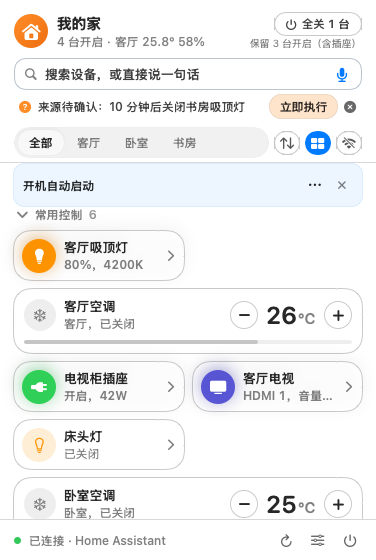 我的家
4 台开启 · 客厅 25.8° 58%
全关 1 台
保留 3 台开启（含插座）
搜索设备，或直接说一句话
来源待确认：10 分钟后关闭书房吸顶灯
立即执行
全部 客厅 卧室 书房
开机自动启动
常用控制 6
客厅吸顶灯
80%，4200K
客厅空调
客厅，已关闭
26°C
电视柜插座
开启，42W
客厅电视
HDMI 1，音量...
床头灯
已关闭
卧室空调
卧室，已关闭
25°C
已连接 · Home Assistant